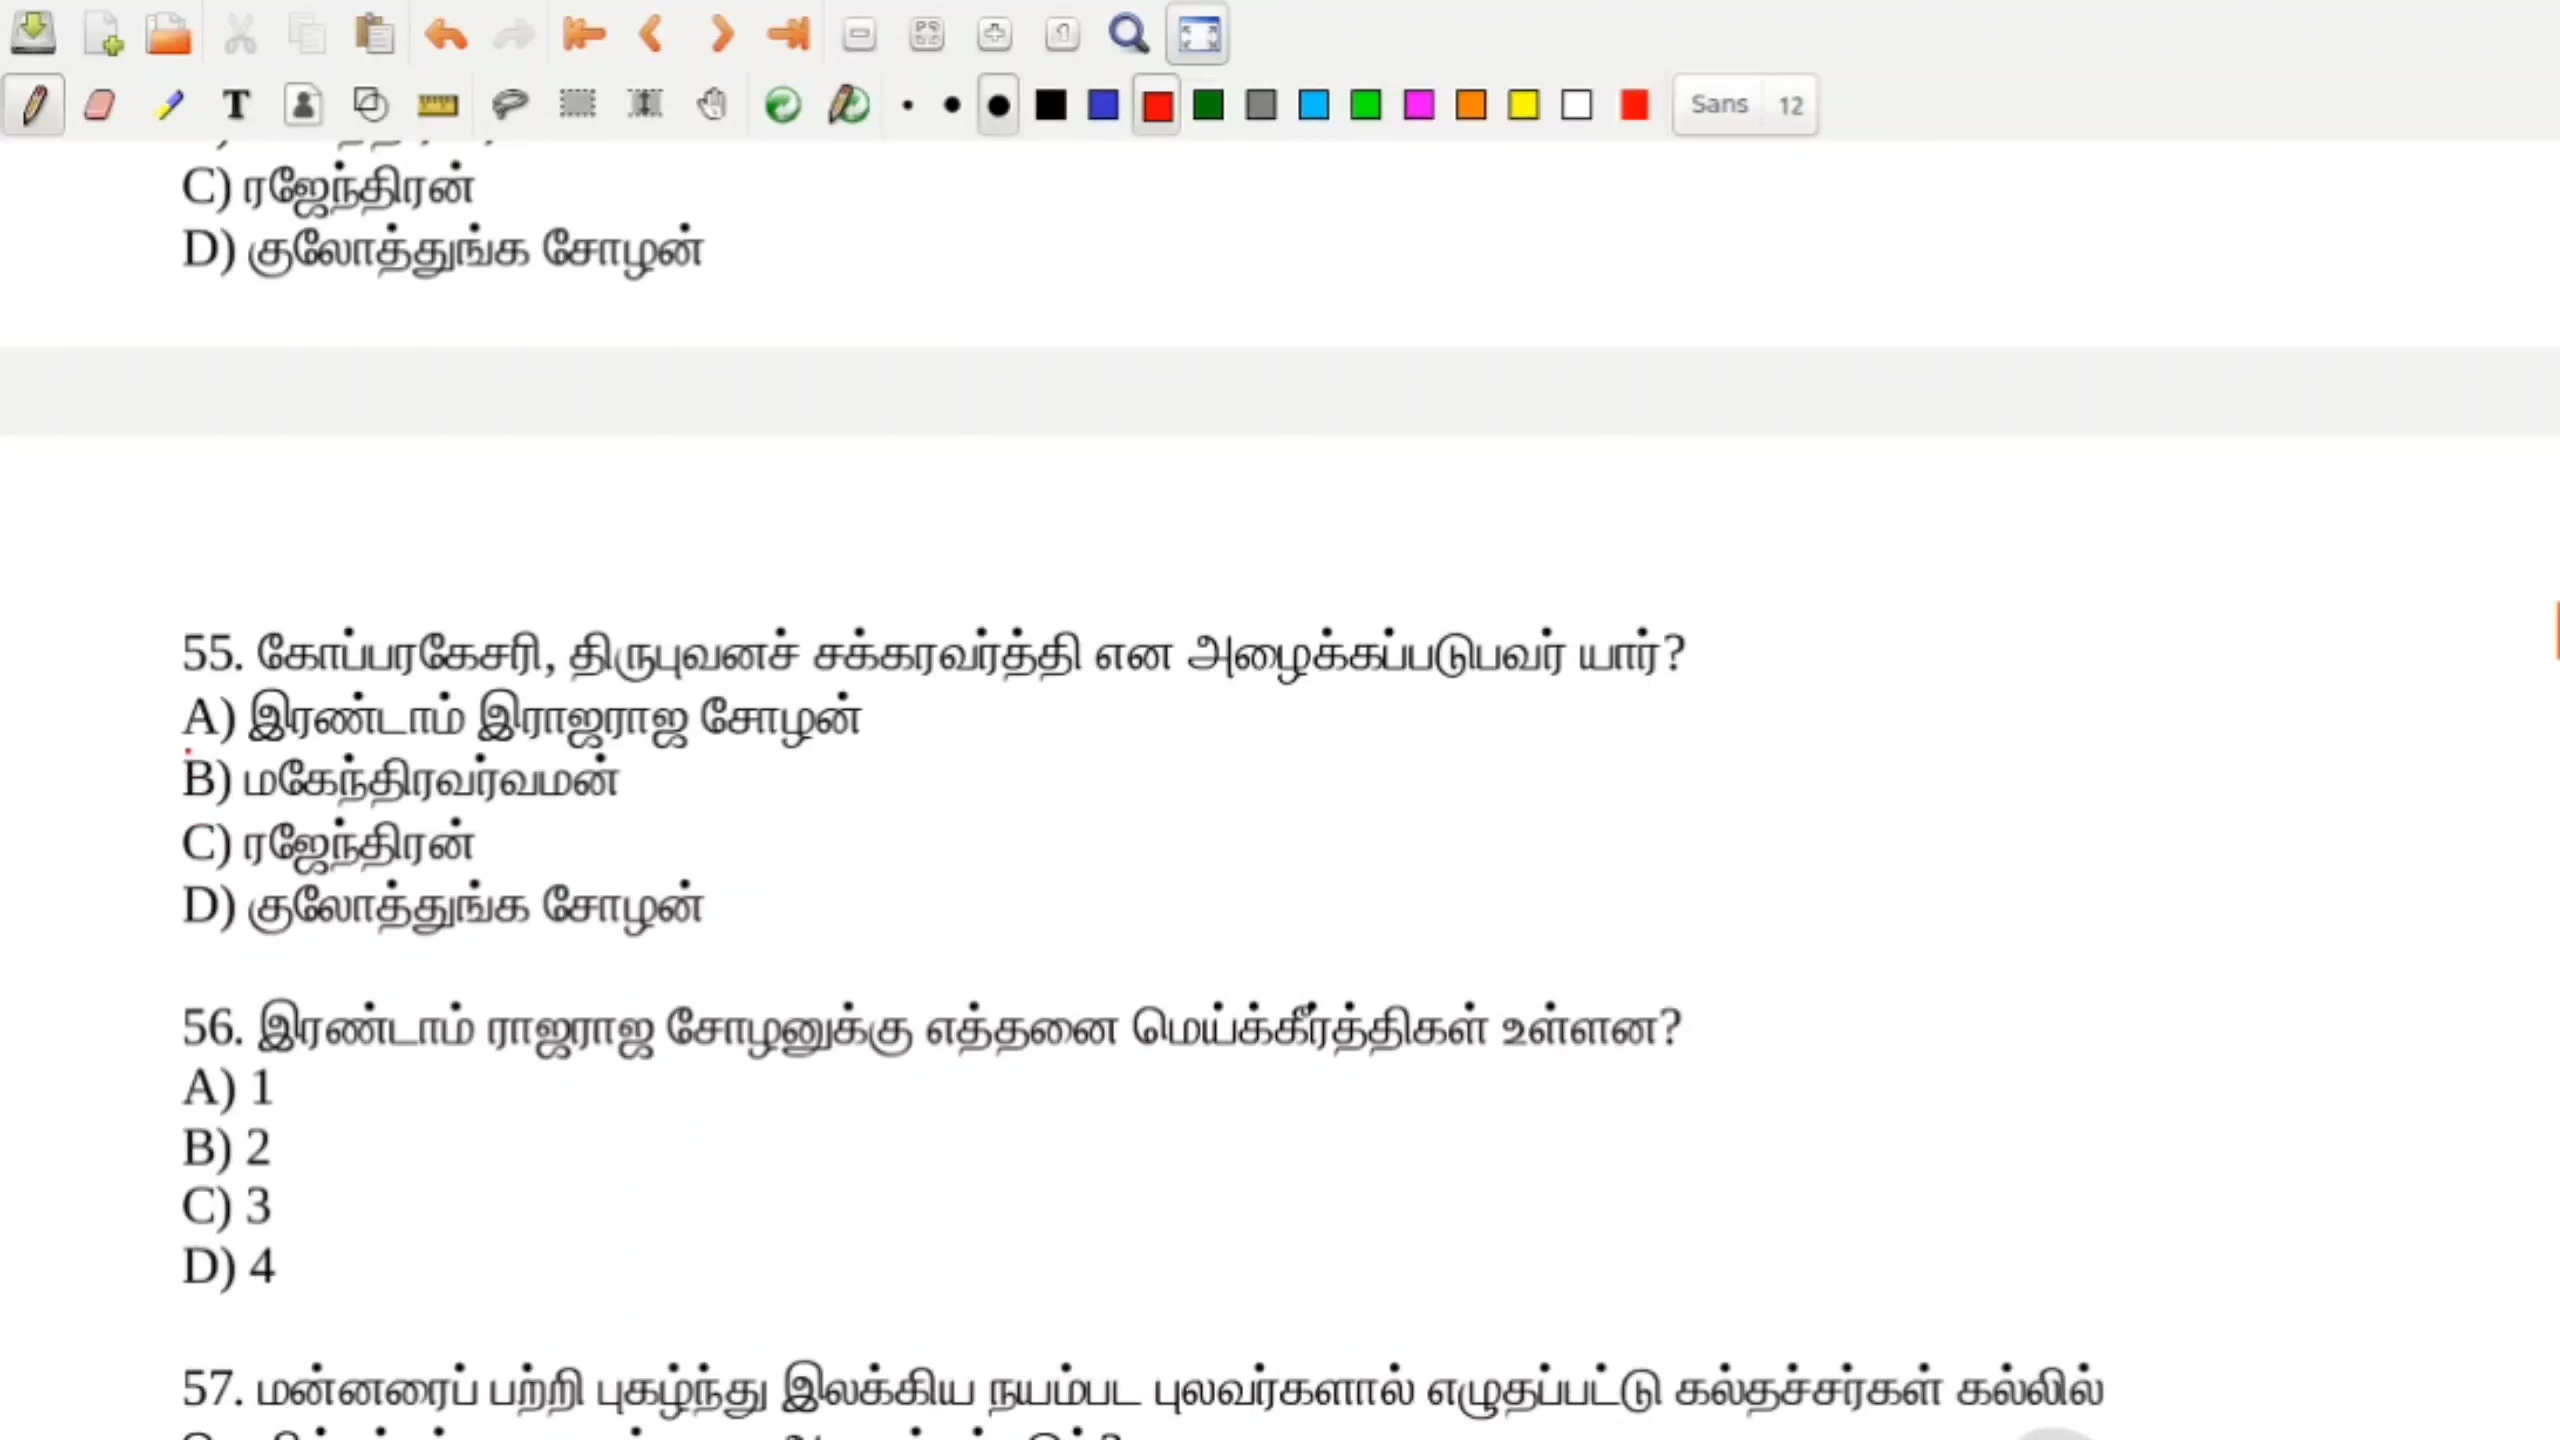 Sans 12
C) ரஜேந்திரன்
D) குலோத்துங்க சோழன்
55. கோப்பரகேசரி, திருபுவனச் சக்கரவர்த்தி என அழைக்கப்படுபவர் யார்?
A) இரண்டாம் இராஜராஜ சோழன்
B) மகேந்திரவர்வமன்
C) ரஜேந்திரன்
D) குலோத்துங்க சோழன்
56. இரண்டாம் ராஜராஜ சோழனுக்கு எத்தனை மெய்க்கீர்த்திகள் உள்ளன?
A) 1
B) 2
C) 3
D) 4
57. மன்னரைப் பற்றி புகழ்ந்து இலக்கிய நயம்பட புலவர்களால் எழுதப்பட்டு கல்தச்சர்கள் கல்லில்